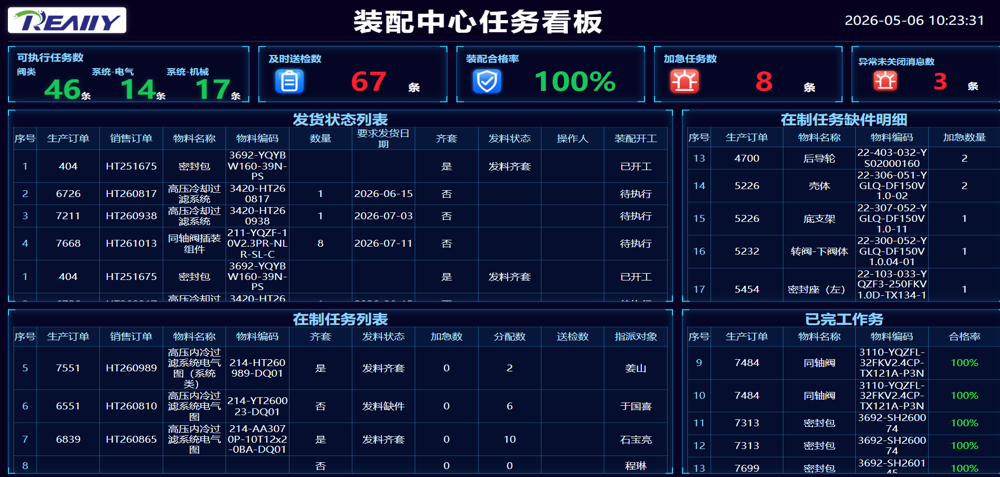 REAllY
装配中心任务看板
2026-05-06 10:23:31
可执行任务数
阀类 系统-电气 系统-机械
46条 14条 17条
及时送检数
67 条
装配合格率
100%
加急任务数
8 条
异常未关闭消息数
3 条
发货状态列表
序号 生产订单 销售订单 物料名称 物料编码 数量 要求发货日期 齐套 发料状态 操作人 装配开工
1 404 HT251675 密封包 3692-YQYBW160-39N-PS 是 发料齐套 已开工
2 6726 HT260817 高压冷却过滤系统 3420-HT260817 1 2026-06-15 否 待执行
3 7211 HT260938 高压冷却过滤系统 3420-HT260938 1 2026-07-03 否 待执行
4 7668 HT261013 同轴阀插装组件 211-YQZF-10V2.3PR-NLR-SL-C 8 2026-07-11 否 待执行
1 404 HT251675 密封包 3692-YQYBW160-39N-PS 是 发料齐套 已开工
高压冷却过 3420-HT26
在制任务缺件明细
序号 生产订单 物料名称 物料编码 加急数量
13 4700 后导轮 22-403-032-YS02000160 2
14 5226 壳体 22-306-051-YGLQ-DF150V1.0-02 2
15 5226 底支架 22-307-052-YGLQ-DF150V1.0-11 1
16 5232 转阀-下阀体 22-300-052-YGLQ-DF150V1.0.04-01 1
17 5454 密封座（左） 22-103-033-YQZF3-250FKV1.0D-TX134-1 1
在制任务列表
序号 生产订单 销售订单 物料名称 物料编码 齐套 发料状态 加急数 分配数 送检数 指派对象
5 7551 HT260989 高压内冷过滤系统电气图（系统类） 214-HT260989-DQ01 是 发料齐套 0 2 姜山
6 6551 HT260810 高压内冷过滤系统电气图 214-YT260023-DQ01 否 发料缺件 0 6 于国喜
7 6839 HT260865 高压内冷过滤系统电气图 214-AA3070P-10T12x2-0BA-DQ01 是 发料齐套 0 10 石宝亮
8 否 0 0 程琳
已完工作务
序号 生产订单 物料名称 物料编码 合格率
9 7484 同轴阀 3110-YQZFL-32FKV2.4CP-TX121A-P3N 100%
10 7484 同轴阀 3110-YQZFL-32FKV2.4CP-TX121A-P3N 100%
11 7313 密封包 3692-SH260074 100%
12 7313 密封包 3692-SH260074 100%
13 7699 密封包 3692-SH260145 100%